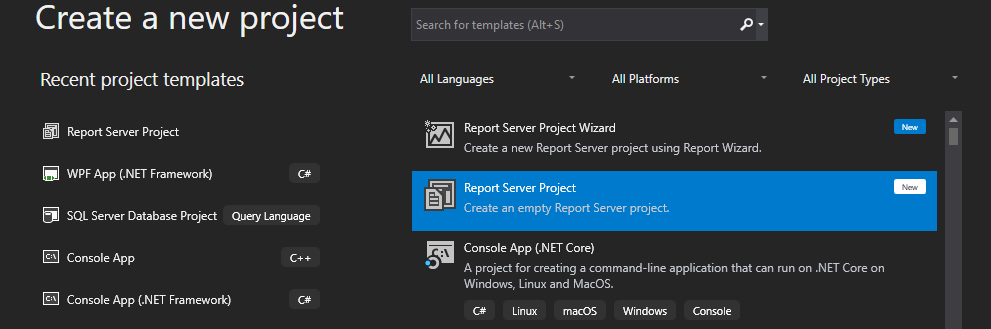 Create a new project
Search for templates (Alt+S)
Recent project templates
All Languages
All Platforms
All Project Types
Report Server Project
WPF App (.NET Framework)
C#
SQL Server Database Project
Query Language
Console App
C++
Console App (.NET Framework)
C#
Report Server Project Wizard
New
Create a new Report Server project using Report Wizard.
Report Server Project
New
Create an empty Report Server project.
Console App (.NET Core)
A project for creating a command-line application that can run on .NET Core on
Windows, Linux and MacOS.
C#
Linux
macOS
Windows
Console